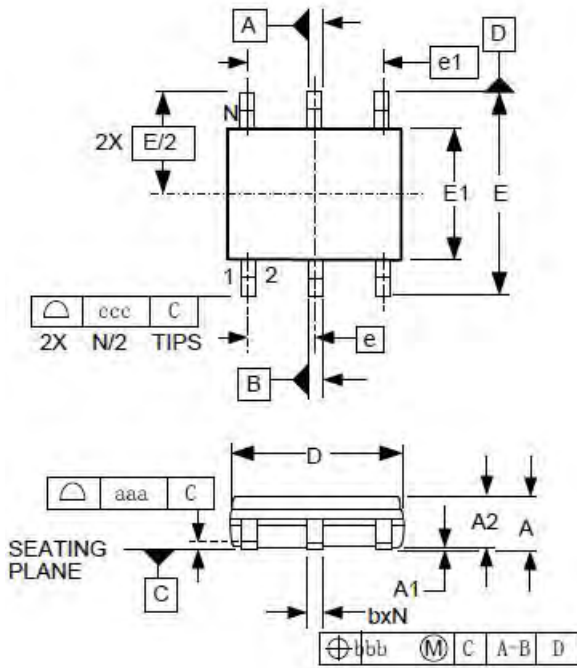 A
D
e1
N
2X E/2
E1
E
1 2
⌓ ccc C
2X N/2 TIPS
e
B
D
⌓ aaa C
A2
A
SEATING
PLANE
C
A1
bxN
⌖ bbb Ⓜ C A-B D